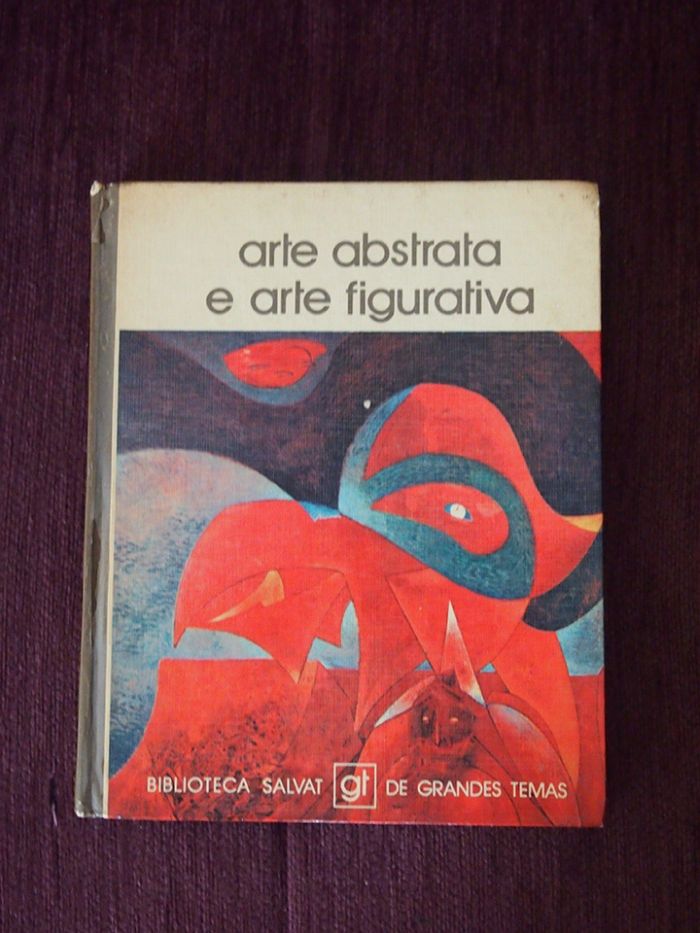 arte abstrata
e arte figurativa
BIBLIOTECA SALVAT gt DE GRANDES TEMAS